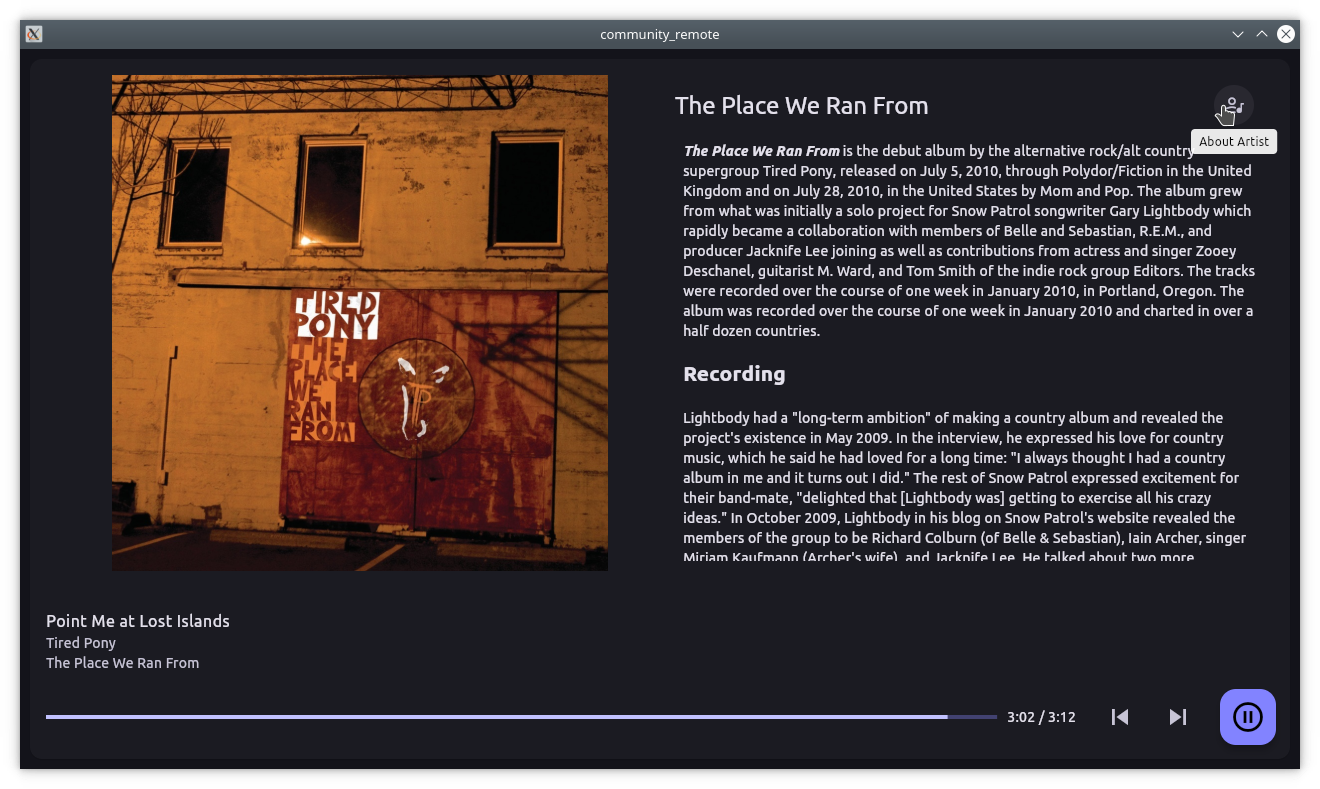 community_remote
TIRED
PONY
THE
PLACE
WE
RAN
FROM
TP
The Place We Ran From
About Artist
The Place We Ran From is the debut album by the alternative rock/alt country
supergroup Tired Pony, released on July 5, 2010, through Polydor/Fiction in the United
Kingdom and on July 28, 2010, in the United States by Mom and Pop. The album grew
from what was initially a solo project for Snow Patrol songwriter Gary Lightbody which
rapidly became a collaboration with members of Belle and Sebastian, R.E.M., and
producer Jacknife Lee joining as well as contributions from actress and singer Zooey
Deschanel, guitarist M. Ward, and Tom Smith of the indie rock group Editors. The tracks
were recorded over the course of one week in January 2010, in Portland, Oregon. The
album was recorded over the course of one week in January 2010 and charted in over a
half dozen countries.
Recording
Lightbody had a "long-term ambition" of making a country album and revealed the
project's existence in May 2009. In the interview, he expressed his love for country
music, which he said he had loved for a long time: "I always thought I had a country
album in me and it turns out I did." The rest of Snow Patrol expressed excitement for
their band-mate, "delighted that [Lightbody was] getting to exercise all his crazy
ideas." In October 2009, Lightbody in his blog on Snow Patrol's website revealed the
members of the group to be Richard Colburn (of Belle & Sebastian), Iain Archer, singer
Miriam Kaufmann (Archer's wife), and Jacknife Lee. He talked about two more
Point Me at Lost Islands
Tired Pony
The Place We Ran From
3:02 / 3:12